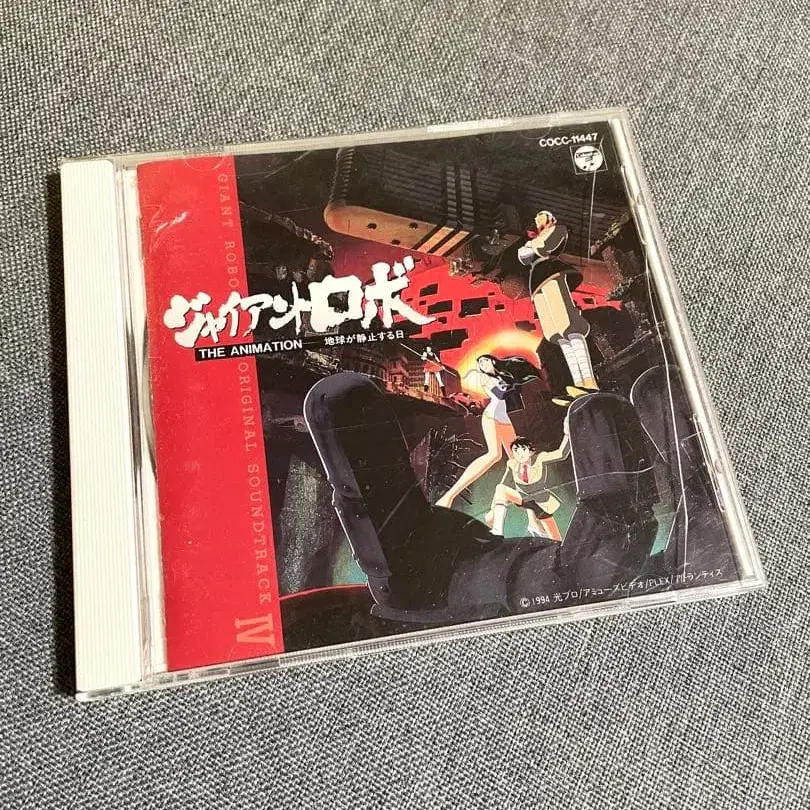 COCC-11447
Columbia
GIANT ROBO ORIGINAL SOUNDTRACK IV
ジャイアントロボ
THE ANIMATION
地球が静止する日
©1994 光プロ/アミューズビデオ/PLEX/アトランティス